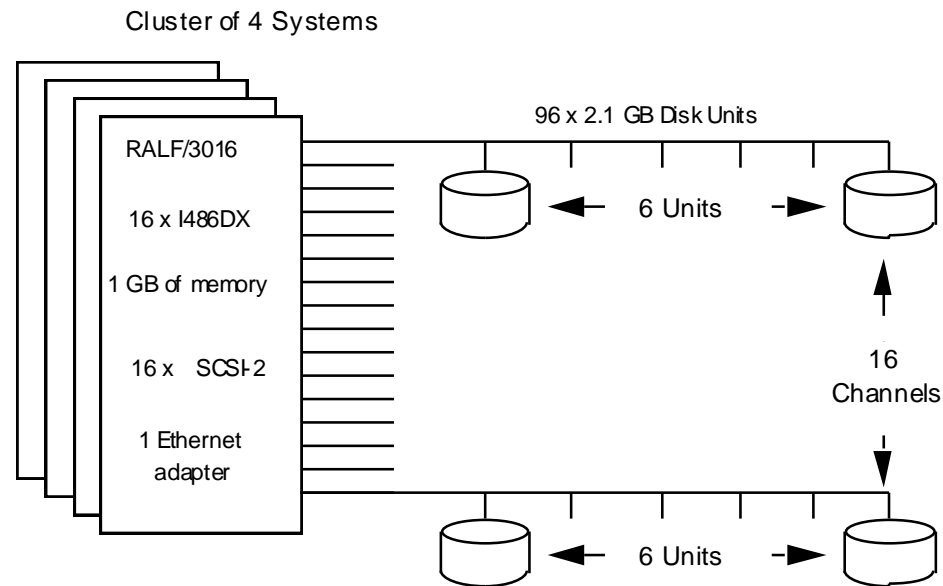 Cluster of 4 Systems
96 x 2.1 GB Disk Units
RALF/3016
16 x I486DX
1 GB of memory
16 x SCSI-2
1 Ethernet
adapter
6 Units
16
Channels
6 Units